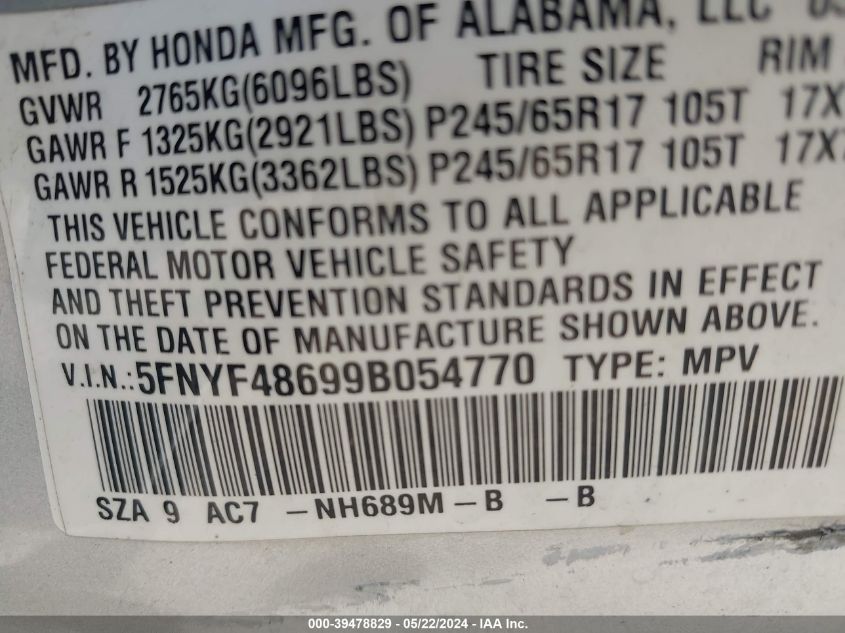 MFD. BY HONDA MFG. OF ALABAMA, LLC
GVWR 2765KG(6096LBS) TIRE SIZE RIM
GAWR F 1325KG(2921LBS) P245/65R17 105T 17X
GAWR R 1525KG(3362LBS) P245/65R17 105T 17X
THIS VEHICLE CONFORMS TO ALL APPLICABLE
FEDERAL MOTOR VEHICLE SAFETY
AND THEFT PREVENTION STANDARDS IN EFFECT
ON THE DATE OF MANUFACTURE SHOWN ABOVE.
V.I.N.:5FNYF48699B054770 TYPE: MPV
SZA 9 AC7 -NH689M-B -B
000-39478829 - 05/22/2024 - IAA Inc.